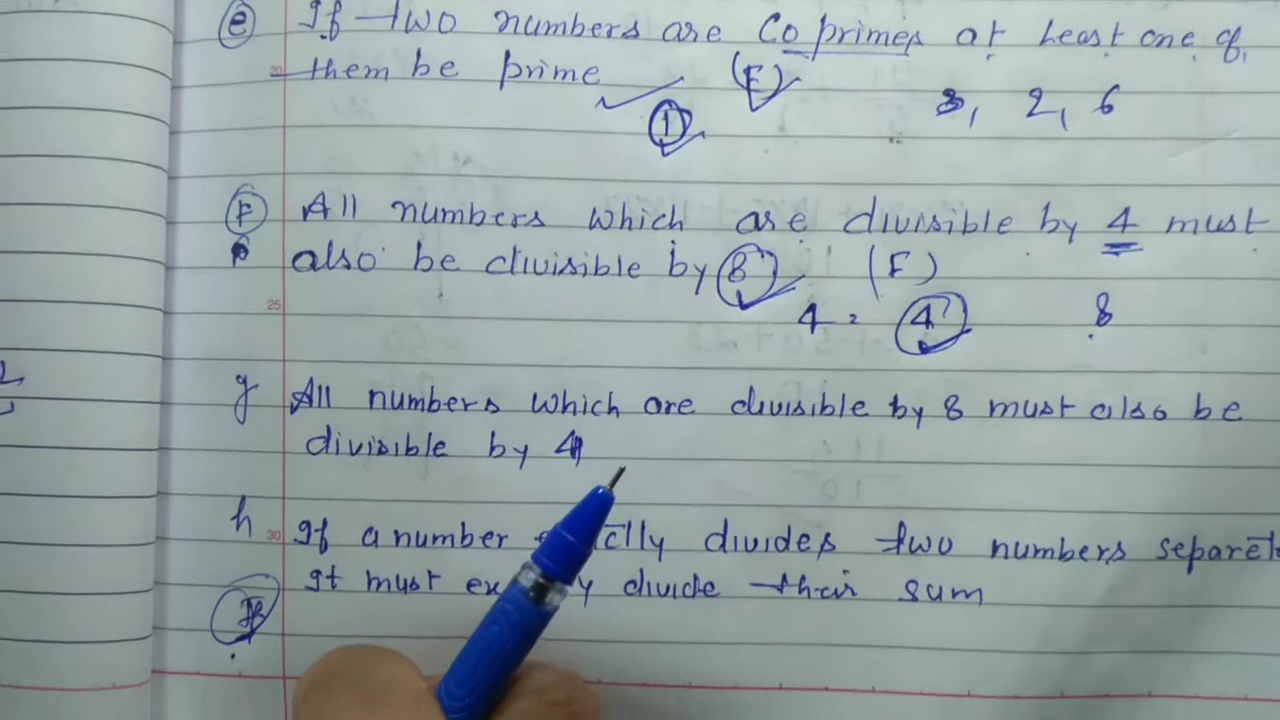 (e) If two numbers are Co primes at least one of
them be prime (F)
3, 2, 6
1
(F) All numbers which are divisible by 4 must
also be divisible by 8 (F)
25
4 = 4 8
g All numbers which are divisible by 8 must also be
divisible by 4
h If a number divides two numbers
30
It must divide their sum